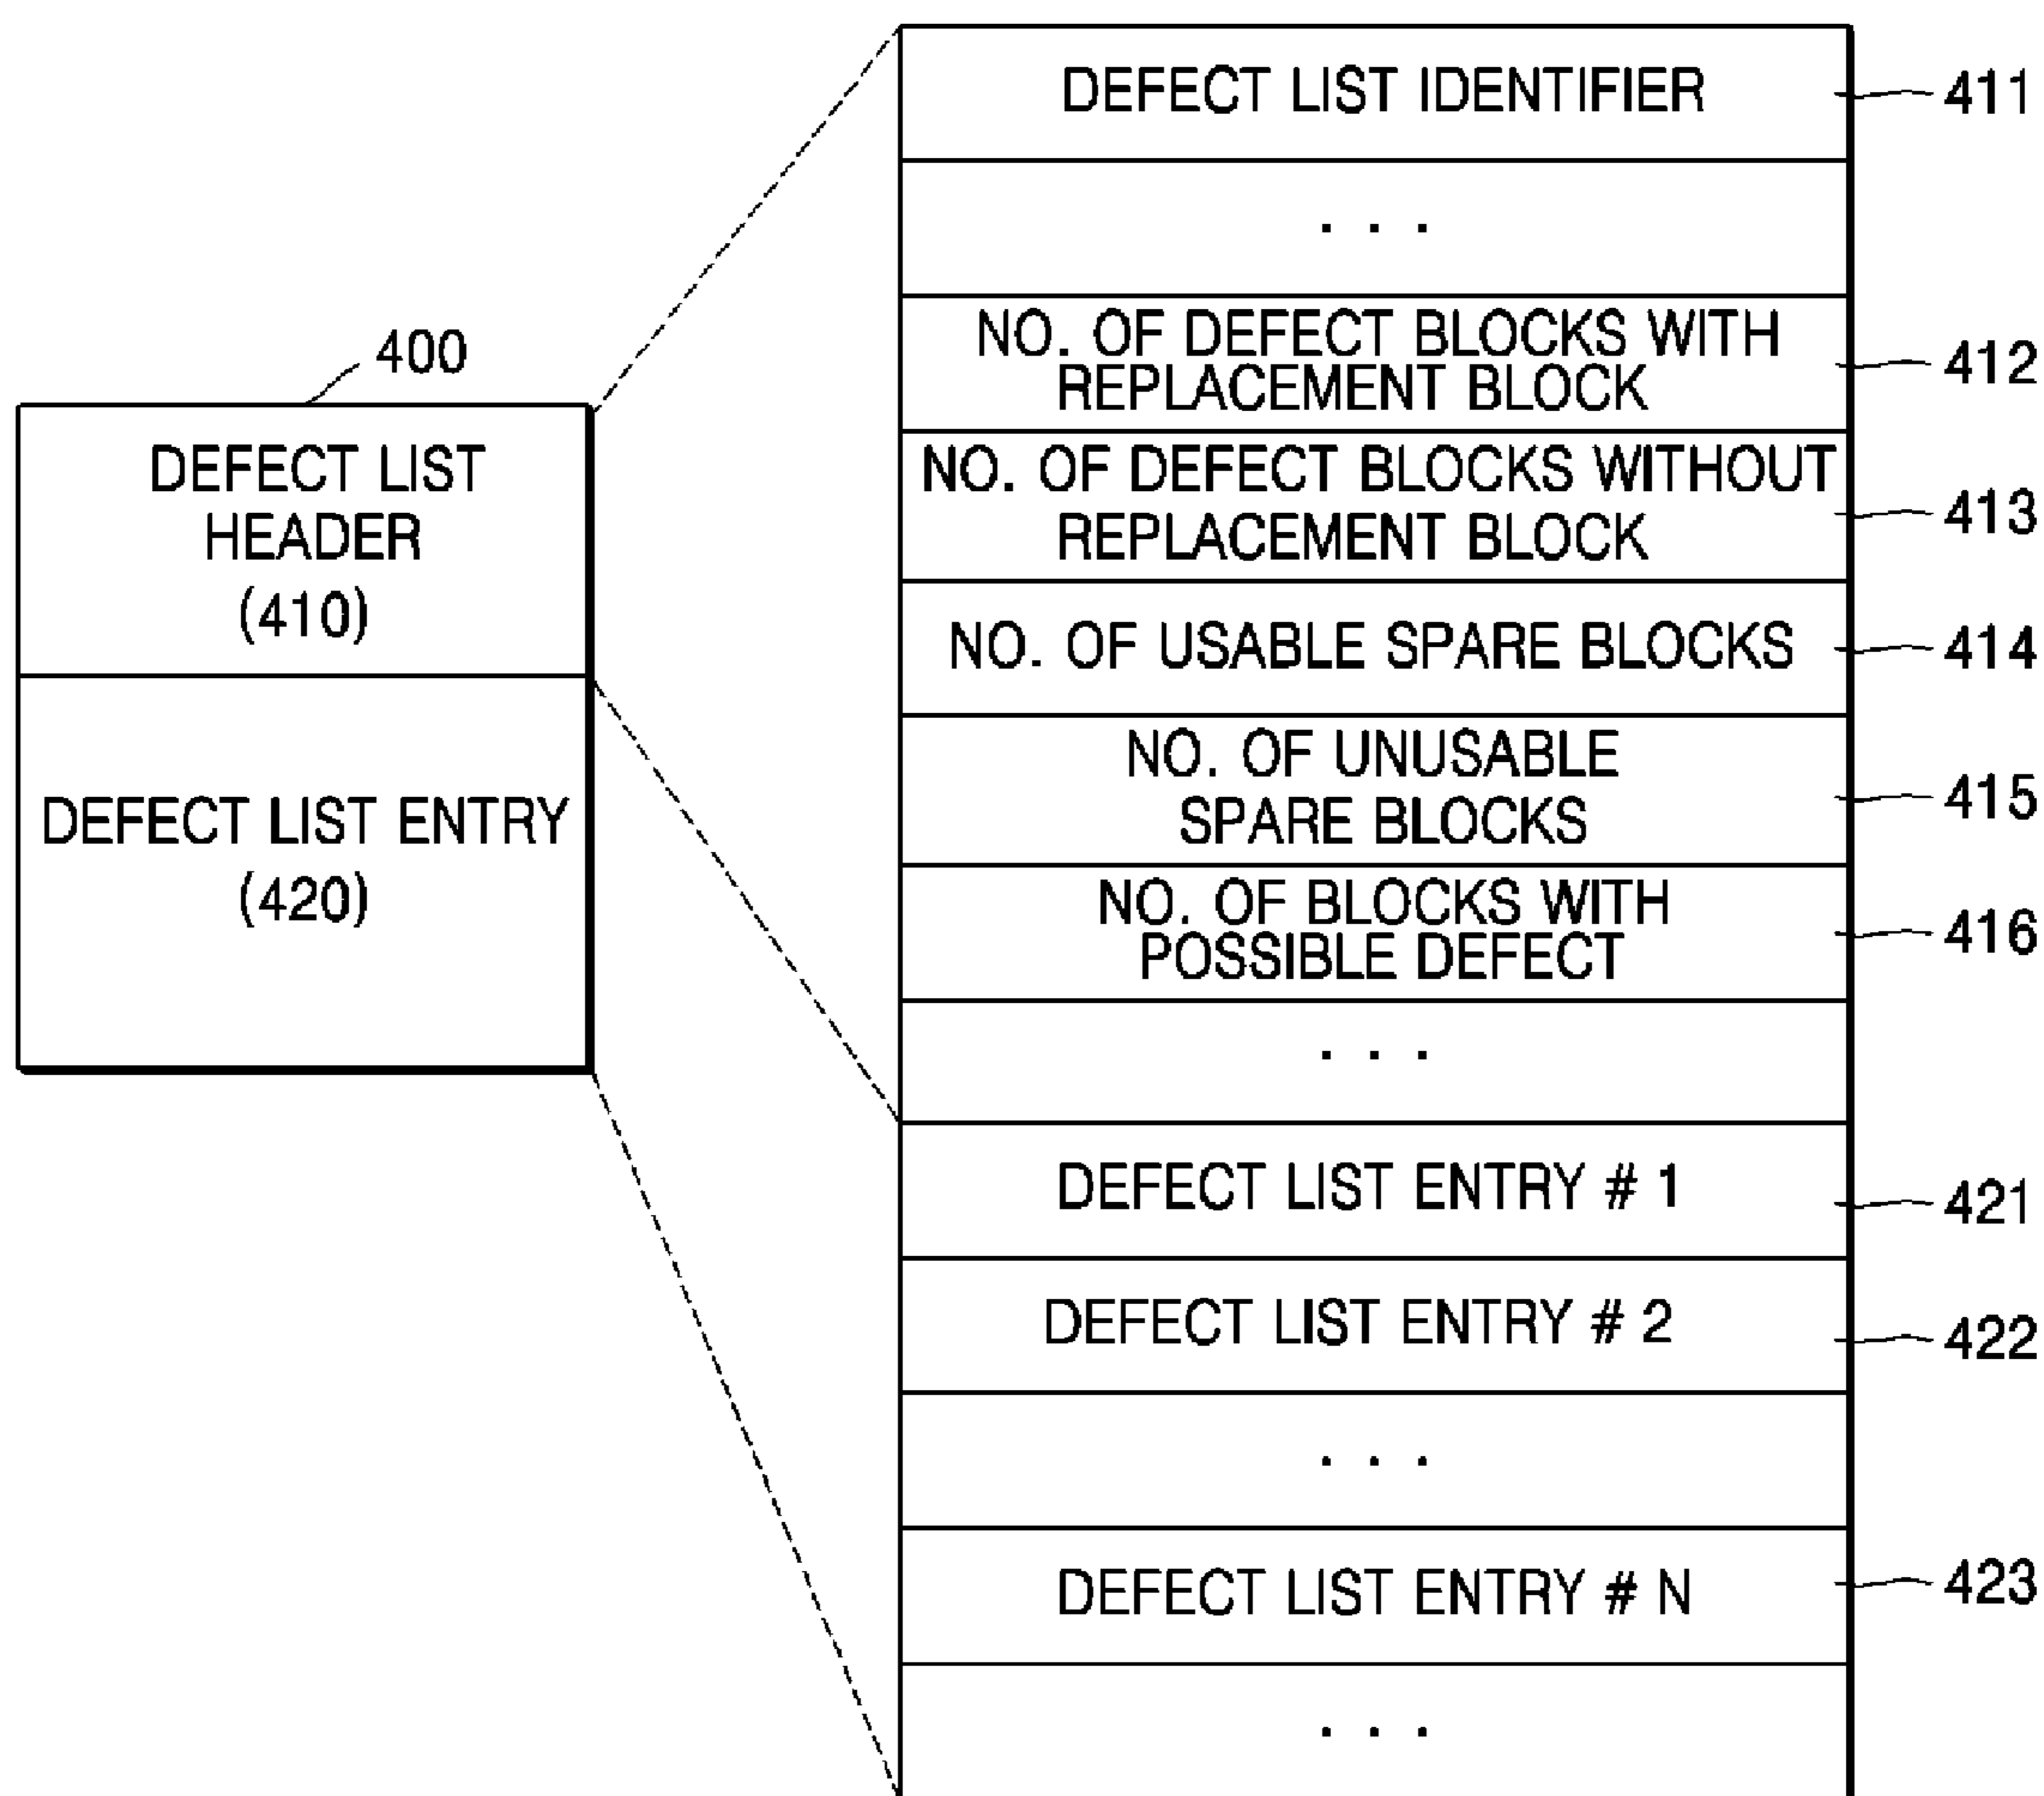 400
DEFECT LIST
HEADER
(410)
DEFECT LIST ENTRY
(420)
DEFECT LIST IDENTIFIER
411
. . .
NO. OF DEFECT BLOCKS WITH
REPLACEMENT BLOCK
412
NO. OF DEFECT BLOCKS WITHOUT
REPLACEMENT BLOCK
413
NO. OF USABLE SPARE BLOCKS
414
NO. OF UNUSABLE
SPARE BLOCKS
415
NO. OF BLOCKS WITH
POSSIBLE DEFECT
416
. . .
DEFECT LIST ENTRY # 1
421
DEFECT LIST ENTRY # 2
422
. . .
DEFECT LIST ENTRY # N
423
. . .